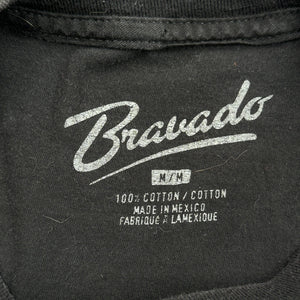 Bravado
M/M
100% COTTON / COTTON
MADE IN MEXICO
FABRIQUÉ À LAMEXIQUE